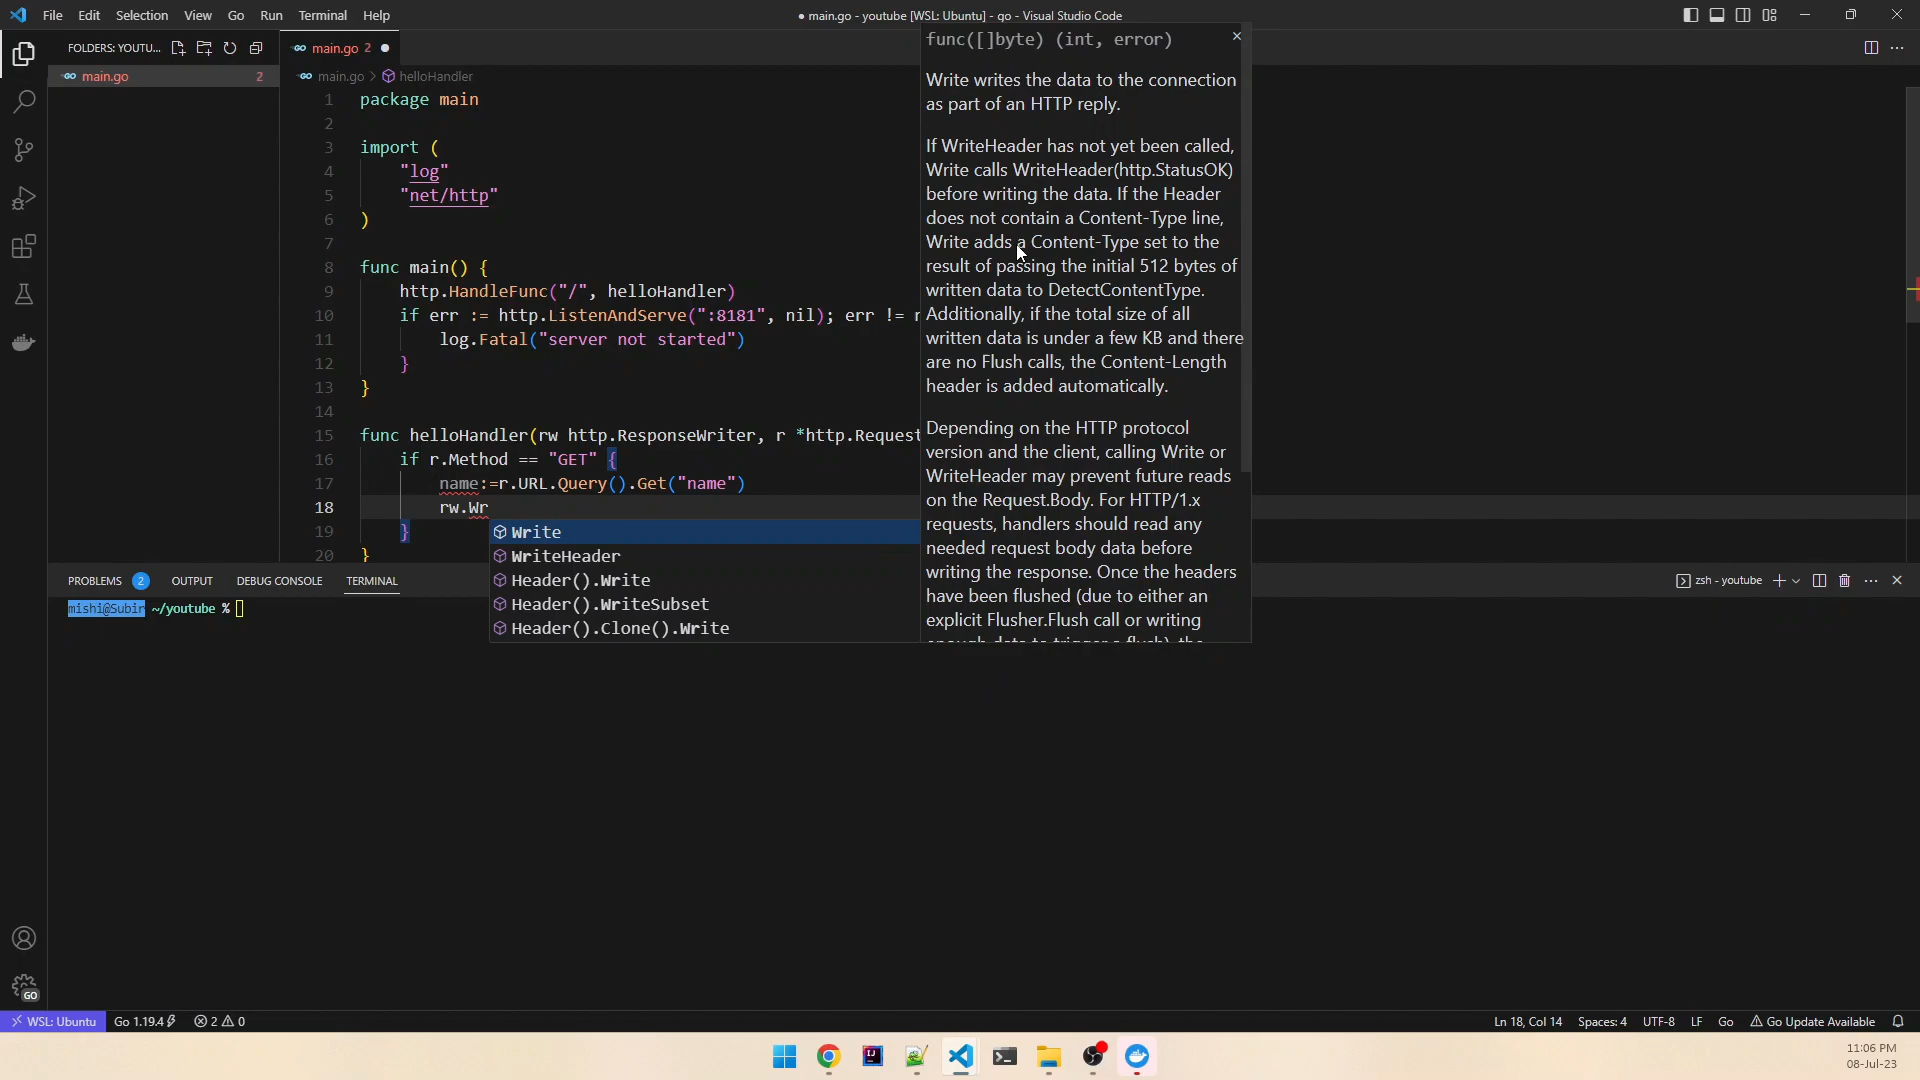 File Edit Selection View Go Run Terminal Help
● main.go - youtube [WSL: Ubuntu] - go - Visual Studio Code
FOLDERS: YOUTU...
main.go 2
main.go 2
main.go > helloHandler
1 package main
2
3 import (
4 "log"
5 "net/http"
6 )
7
8 func main() {
9 http.HandleFunc("/", helloHandler)
10 if err := http.ListenAndServe(":8181", nil); err !=
11 log.Fatal("server not started")
12 }
13 }
14
15 func helloHandler(rw http.ResponseWriter, r *http.Request
16 if r.Method == "GET" {
17 name:=r.URL.Query().Get("name")
18 rw.Wr
19 }
20 }
Write
WriteHeader
Header().Write
Header().WriteSubset
Header().Clone().Write
func([]byte) (int, error)
Write writes the data to the connection
as part of an HTTP reply.
If WriteHeader has not yet been called,
Write calls WriteHeader(http.StatusOK)
before writing the data. If the Header
does not contain a Content-Type line,
Write adds a Content-Type set to the
result of passing the initial 512 bytes of
written data to DetectContentType.
Additionally, if the total size of all
written data is under a few KB and there
are no Flush calls, the Content-Length
header is added automatically.
Depending on the HTTP protocol
version and the client, calling Write or
WriteHeader may prevent future reads
on the Request.Body. For HTTP/1.x
requests, handlers should read any
needed request body data before
writing the response. Once the headers
have been flushed (due to either an
explicit Flusher.Flush call or writing
enough data to trigger a flush), the
PROBLEMS 2 OUTPUT DEBUG CONSOLE TERMINAL
zsh - youtube
mishi@Subir ~/youtube %
GO
WSL: Ubuntu Go 1.19.4 2 0
Ln 18, Col 14 Spaces: 4 UTF-8 LF Go Go Update Available
11:06 PM
08-Jul-23